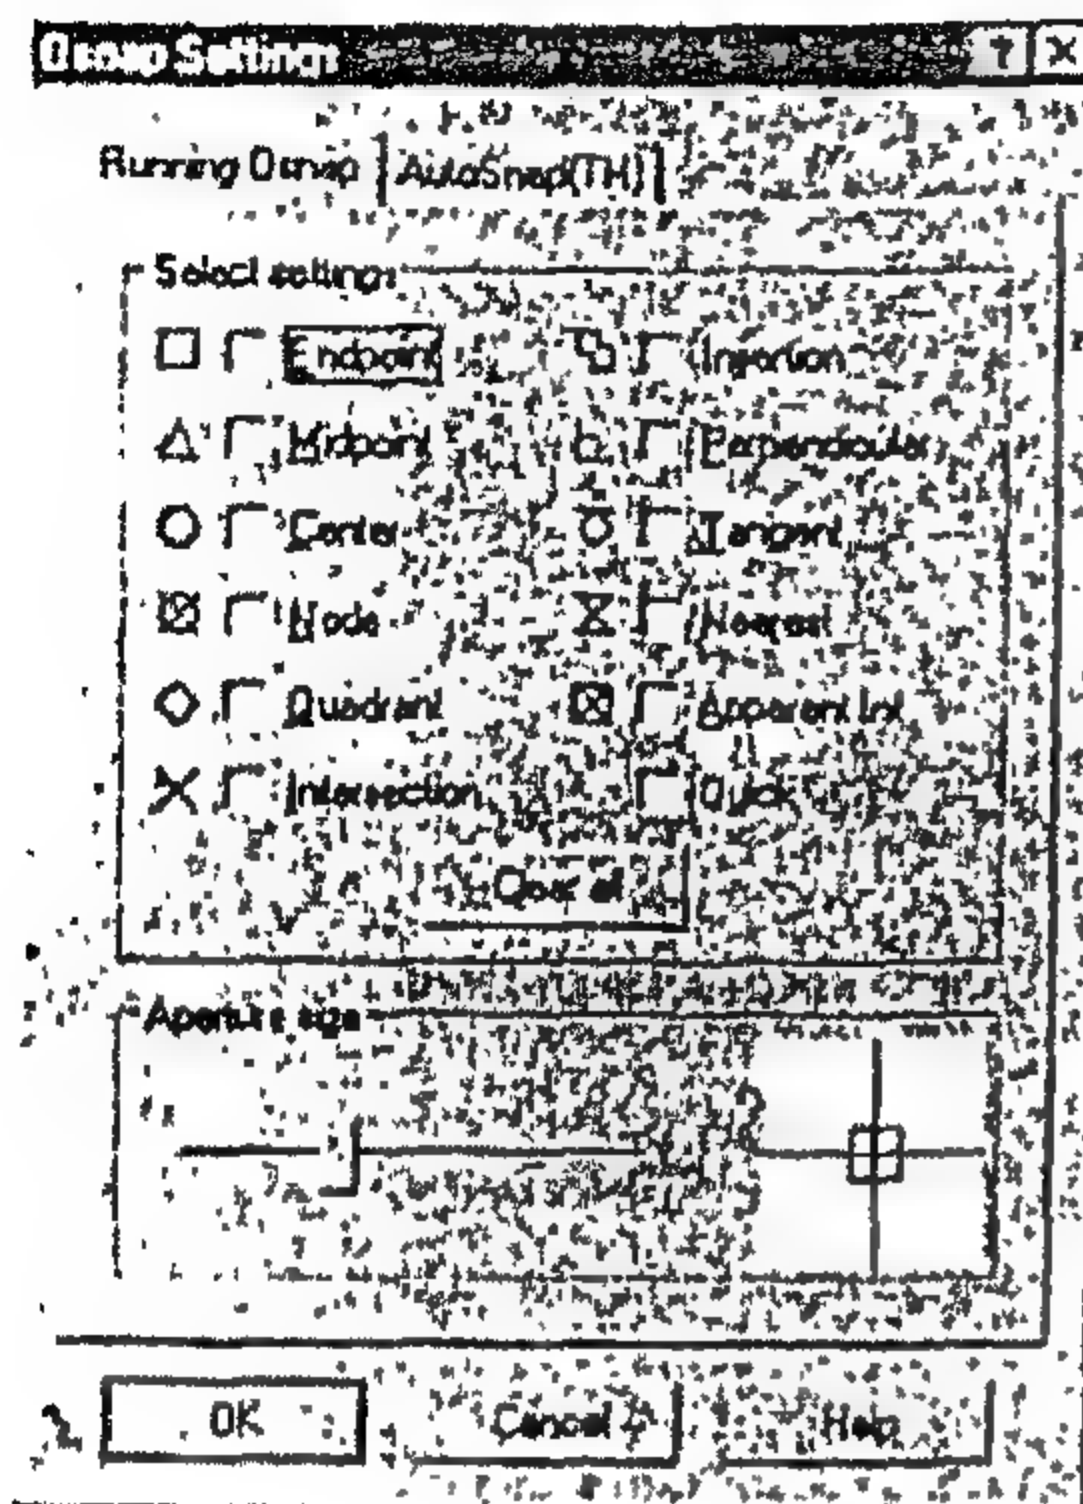 Osnap Settings ? X
Running Osnap AutoSnap(TM)
Select settings
Endpoint Insertion
Midpoint Perpendicular
Center Tangent
Node Nearest
Quadrant Apparent Int
Intersection Quick
Clear all
Aperture size
OK Cancel Help